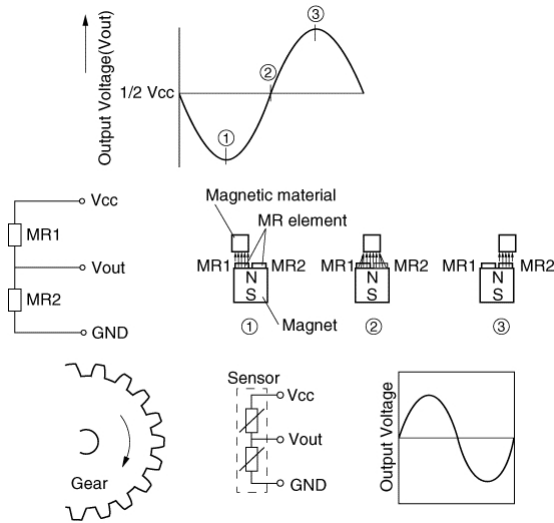 Output Voltage(Vout)
1/2 Vcc
①
②
③
Vcc
MR1
Vout
MR2
GND
Magnetic material
MR element
MR1
N
S
MR2
①
Magnet
MR1
N
S
MR2
②
MR1
N
S
MR2
③
Gear
Sensor
Vcc
Vout
GND
Output Voltage